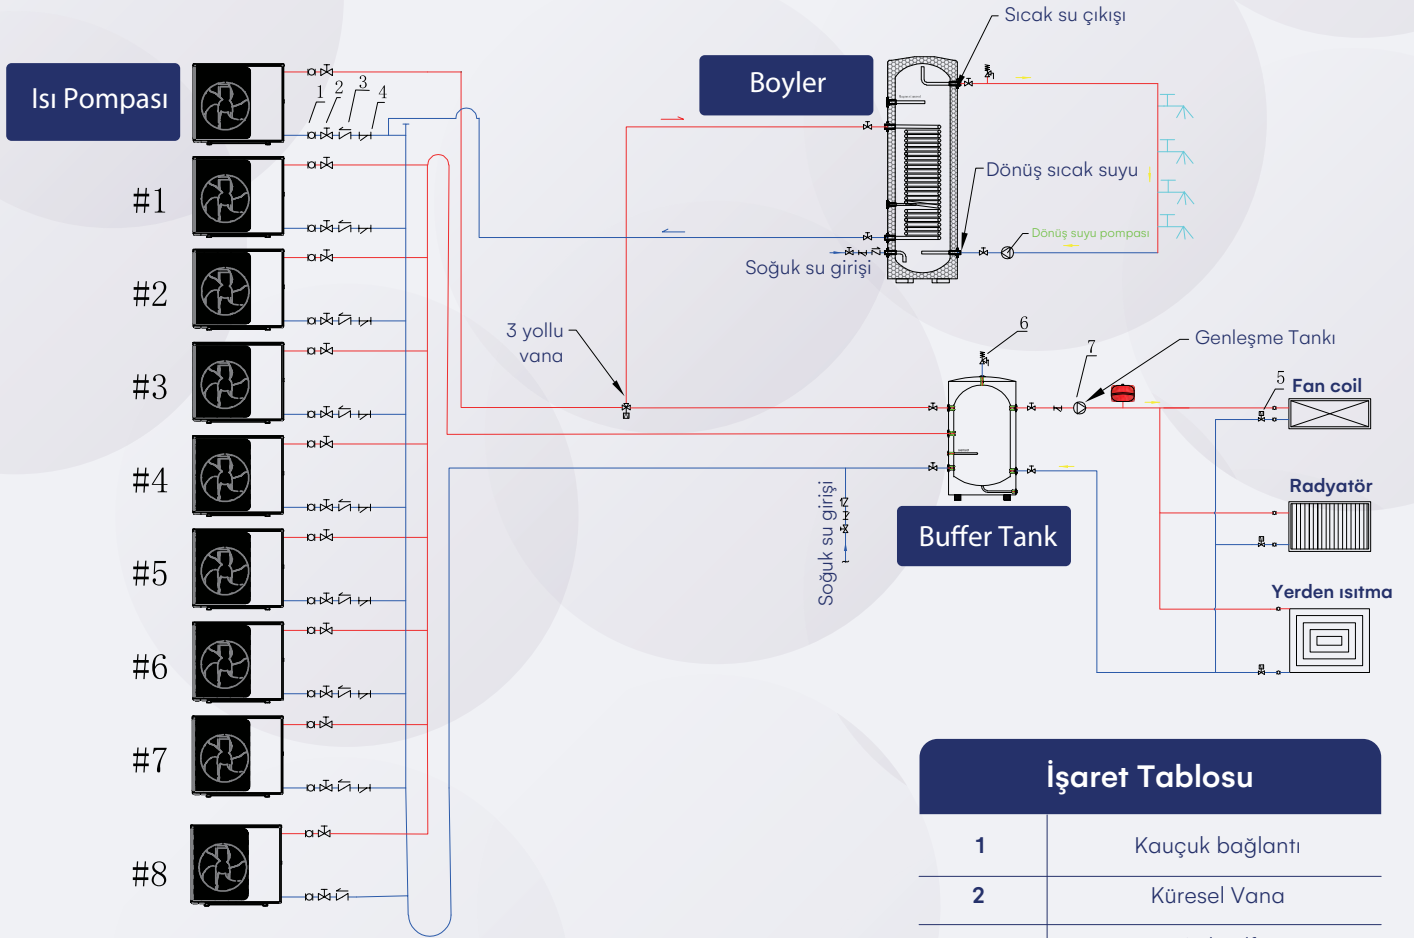 Sıcak su çıkışı
Isı Pompası
Boyler
1
2
3
4
Dönüş sıcak suyu
#1
Dönüş suyu pompası
Soğuk su girişi
#2
3 yollu
vana
6
7
Genleşme Tankı
5
Fan coil
#3
#4
Radyatör
Soğuk su girişi
Buffer Tank
#5
Yerden ısıtma
#6
#7
#8
İşaret Tablosu
1 Kauçuk bağlantı
2 Küresel Vana